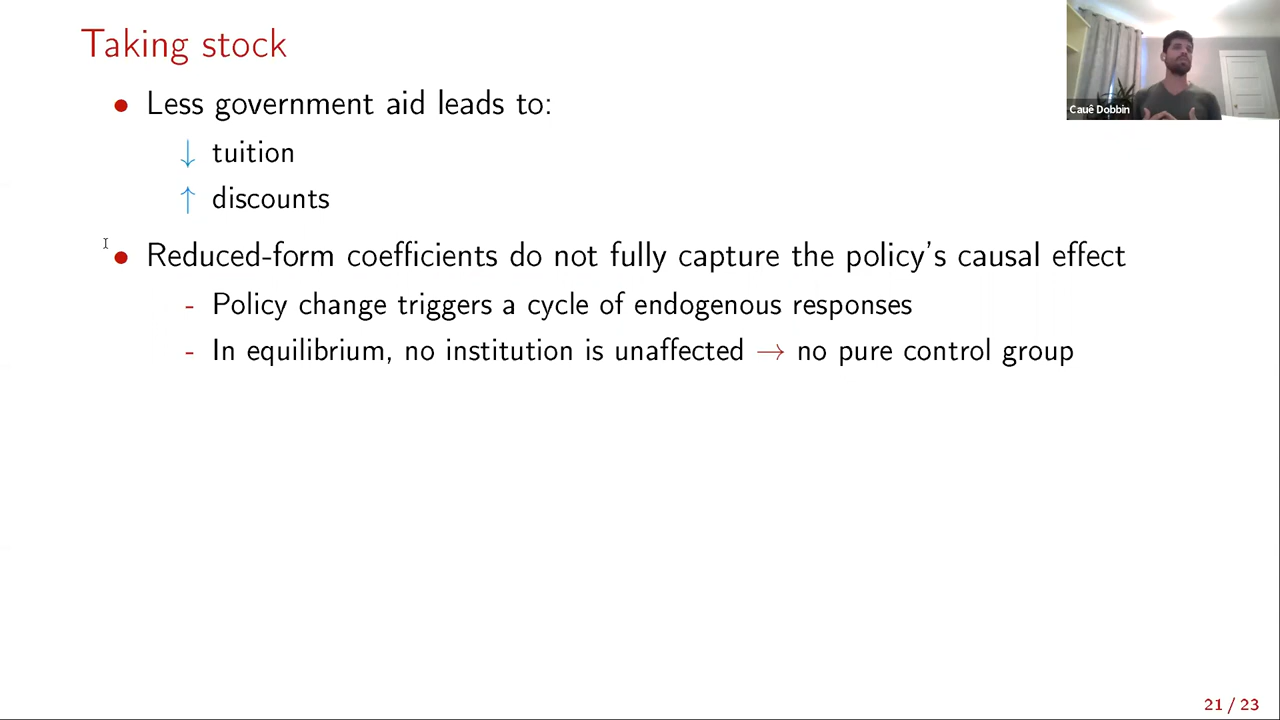 Taking stock
Cauê Dobbin
• Less government aid leads to:
↓ tuition
↑ discounts
• Reduced-form coefficients do not fully capture the policy's causal effect
- Policy change triggers a cycle of endogenous responses
- In equilibrium, no institution is unaffected → no pure control group
21 / 23